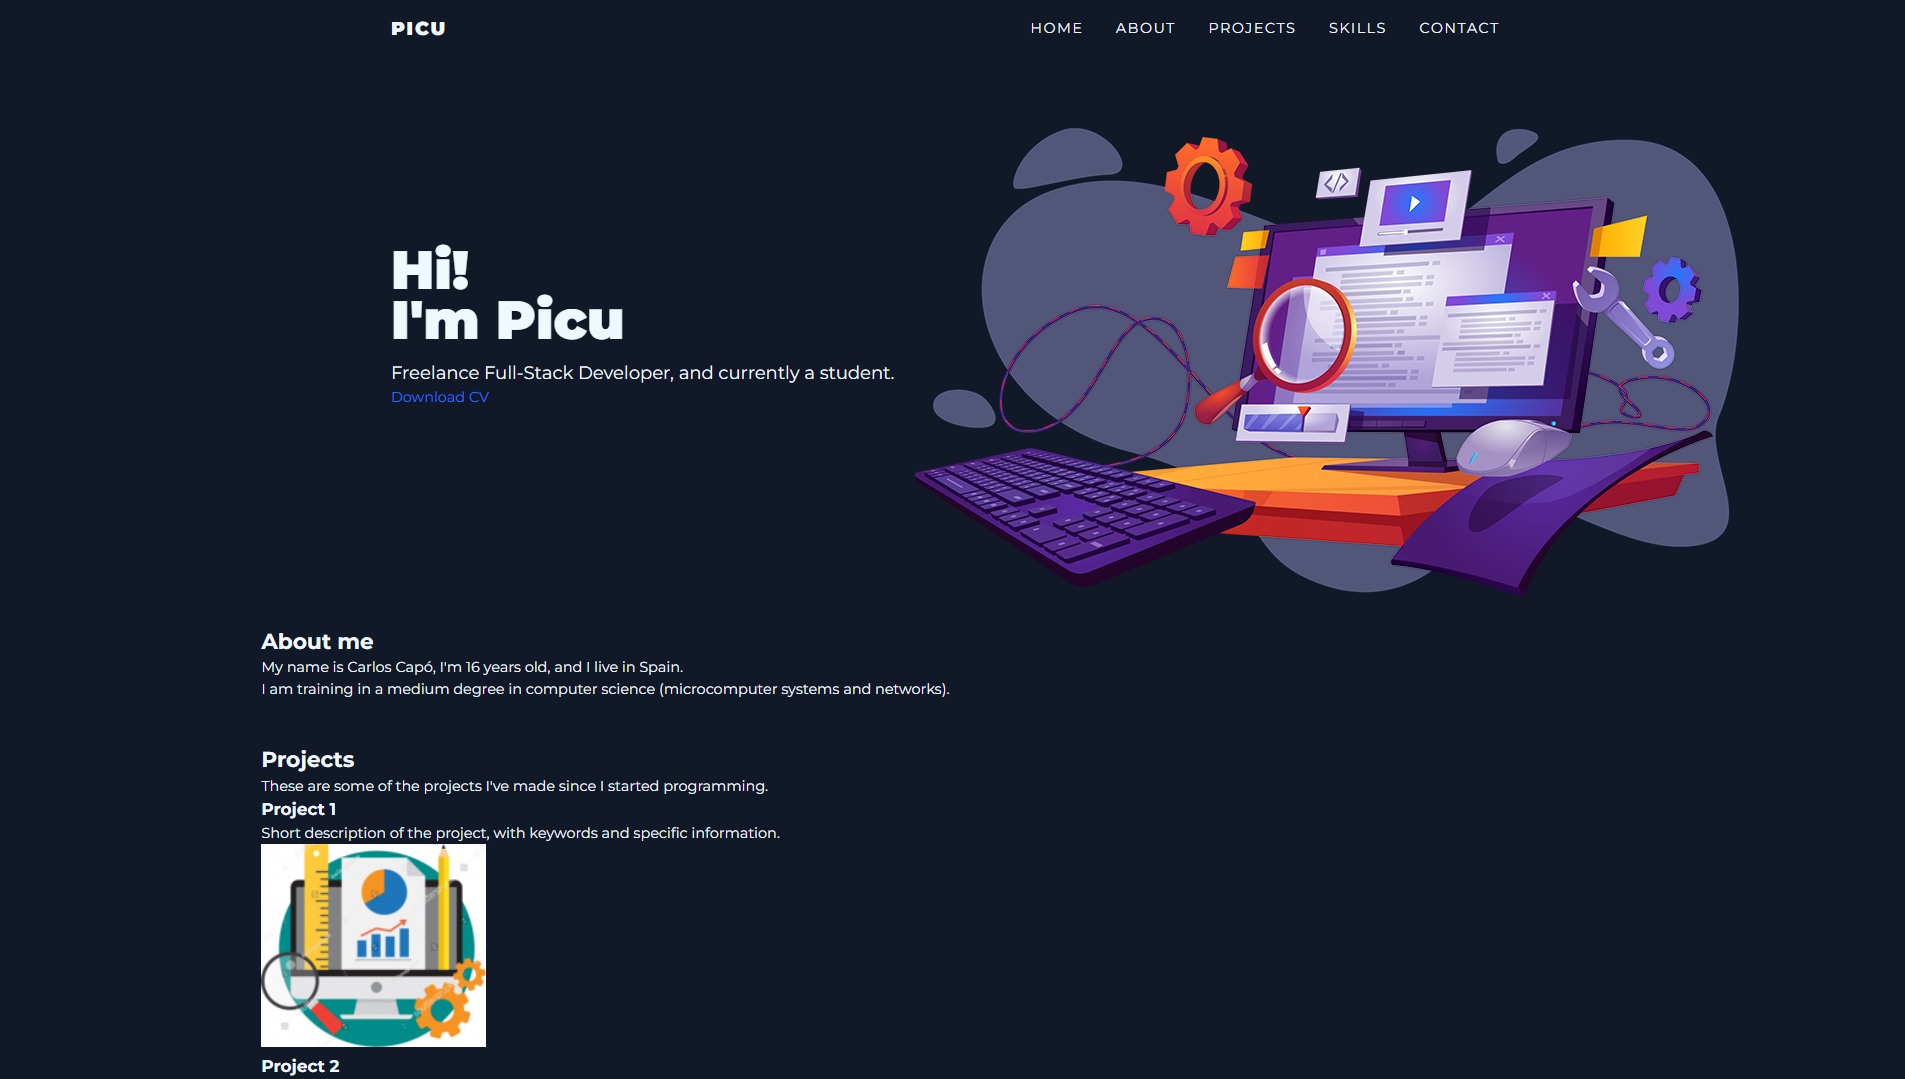 PICU
HOME ABOUT PROJECTS SKILLS CONTACT
Hi!
I'm Picu
Freelance Full-Stack Developer, and currently a student.
Download CV
</>
About me
My name is Carlos Capó, I'm 16 years old, and I live in Spain.
I am training in a medium degree in computer science (microcomputer systems and networks).
Projects
These are some of the projects I've made since I started programming.
Project 1
Short description of the project, with keywords and specific information.
Project 2